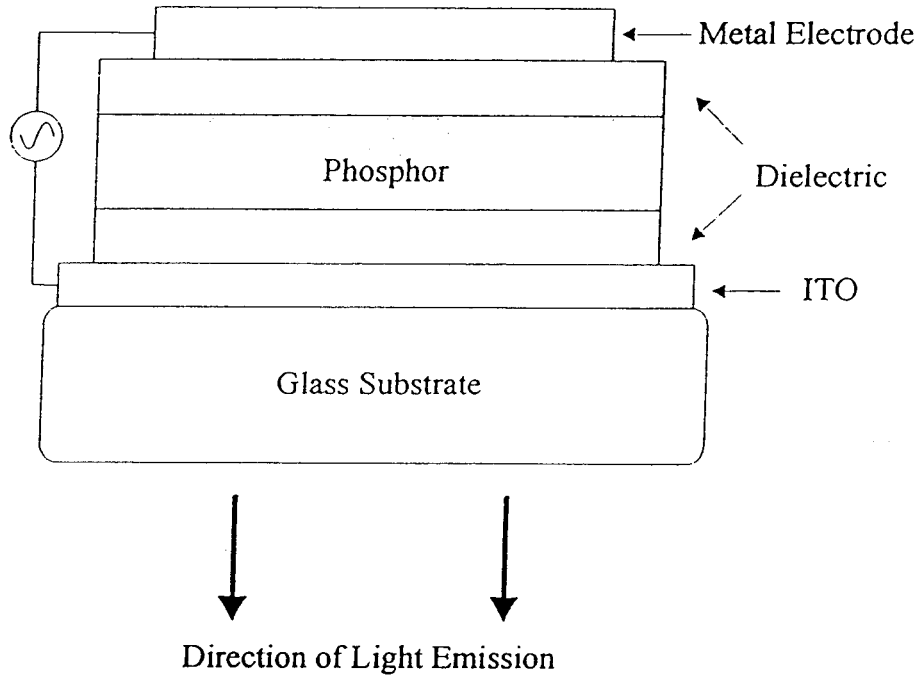 Metal Electrode
Phosphor
Dielectric
ITO
Glass Substrate
Direction of Light Emission